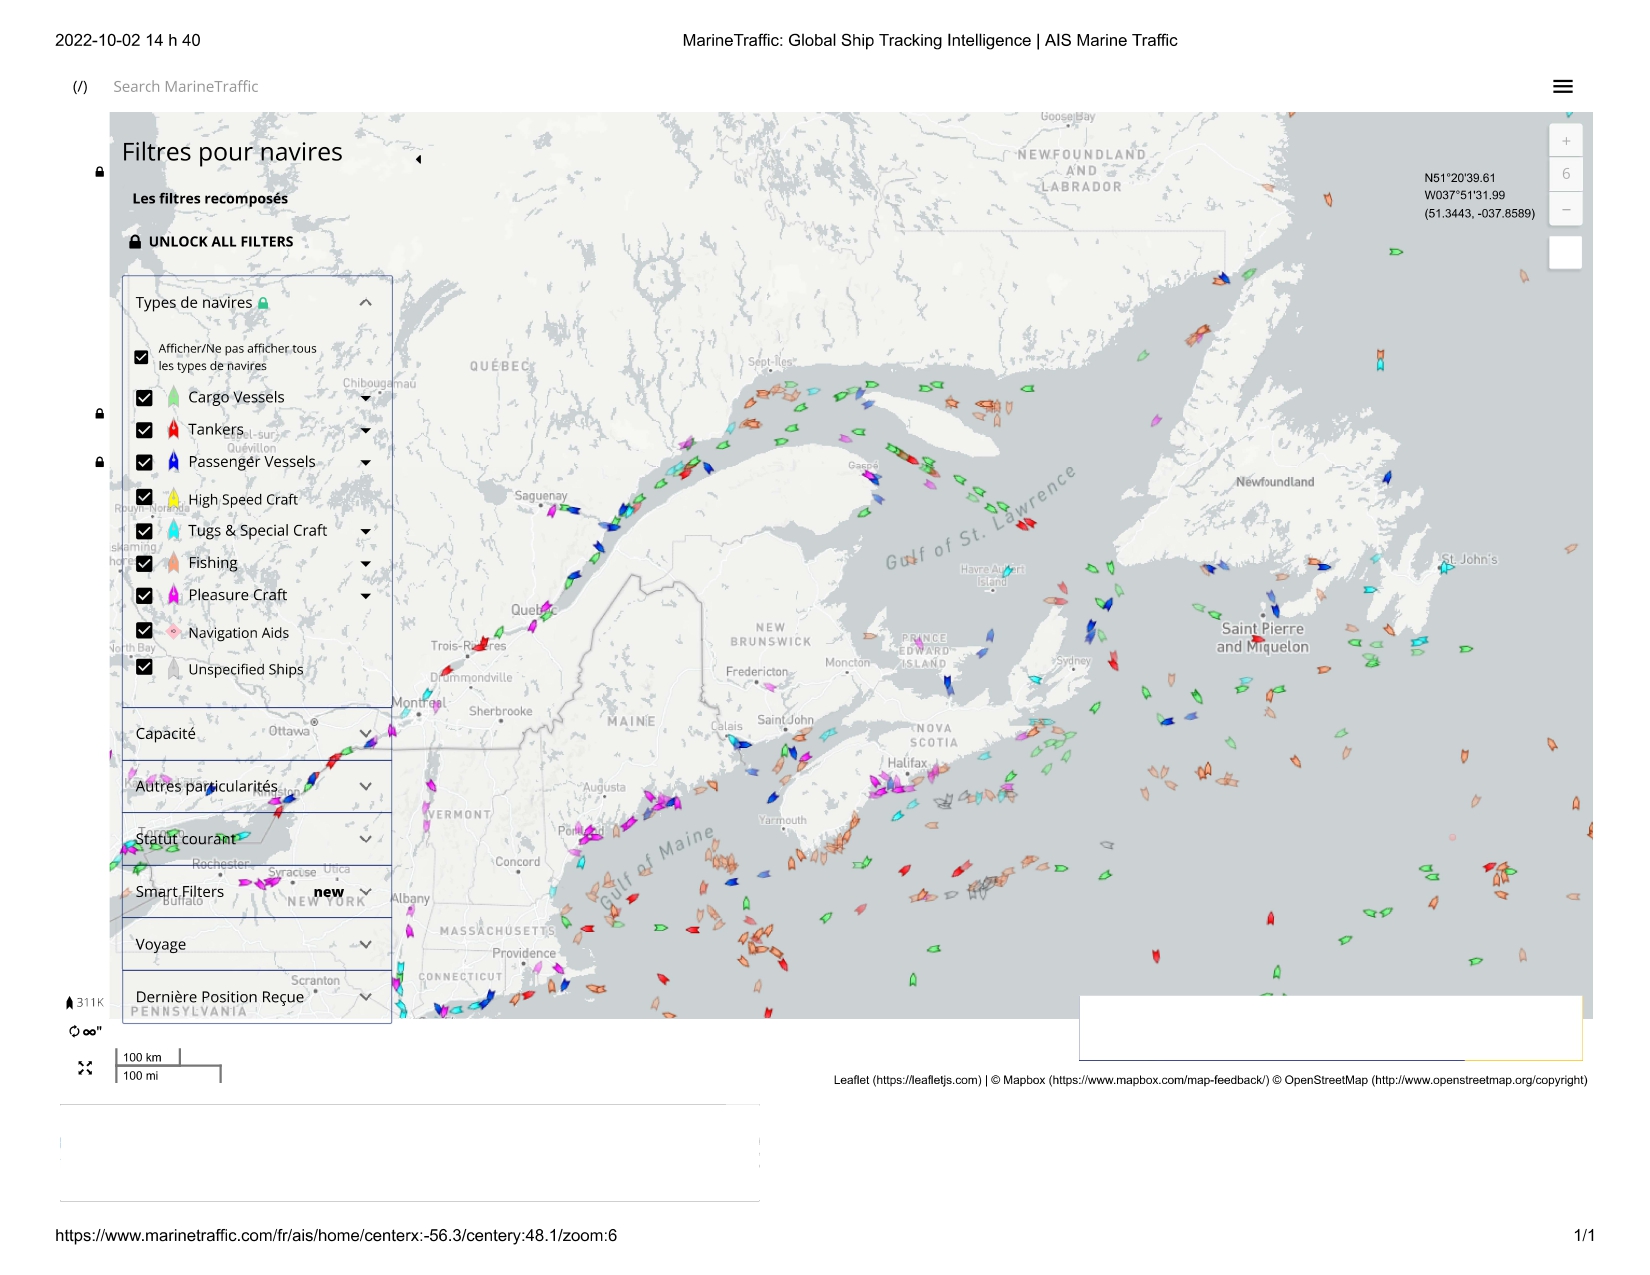 2022-10-02 14 h 40
MarineTraffic: Global Ship Tracking Intelligence | AIS Marine Traffic
(/)
Search MarineTraffic
Filtres pour navires
Les filtres recomposés
UNLOCK ALL FILTERS
Types de navires
Afficher/Ne pas afficher tous
les types de navires
Cargo Vessels
Tankers
Passenger Vessels
High Speed Craft
Tugs & Special Craft
Fishing
Pleasure Craft
Navigation Aids
Unspecified Ships
Capacité
Autres particularités
Statut courant
Smart Filters
new
Voyage
Dernière Position Reçue
Goose Bay
NEWFOUNDLAND
AND
LABRADOR
N51°20'39.61
W037°51'31.99
(51.3443, -037.8589)
+
6
−
QUÉBEC
Sept-Îles
Chibougamau
Quévillon
Rouyn-Noranda
Saguenay
Gaspé
Newfoundland
Gulf of St. Lawrence
Havre Aubert
Island
St. John's
Quebec
Trois-Rivières
NEW
BRUNSWICK
PRINCE
EDWARD
ISLAND
Saint Pierre
and Miquelon
North Bay
Drummondville
Fredericton
Moncton
Sydney
Montréal
Sherbrooke
MAINE
Calais
Saint John
NOVA
SCOTIA
Ottawa
Halifax
Kingston
Augusta
VERMONT
Yarmouth
Portland
Gulf of Maine
Toronto
Rochester
Syracuse
Utica
Concord
Buffalo
NEW YORK
Albany
MASSACHUSETTS
Providence
CONNECTICUT
Scranton
PENNSYLVANIA
311K
∞"
100 km
100 mi
Leaflet (https://leafletjs.com) | © Mapbox (https://www.mapbox.com/map-feedback/) © OpenStreetMap (http://www.openstreetmap.org/copyright)
https://www.marinetraffic.com/fr/ais/home/centerx:-56.3/centery:48.1/zoom:6
1/1